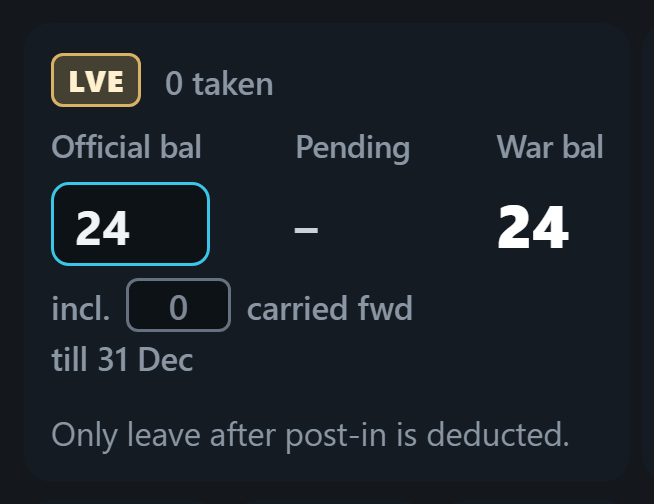 LVE 0 taken
Official bal Pending War bal
24 – 24
incl. 0 carried fwd
till 31 Dec
Only leave after post-in is deducted.